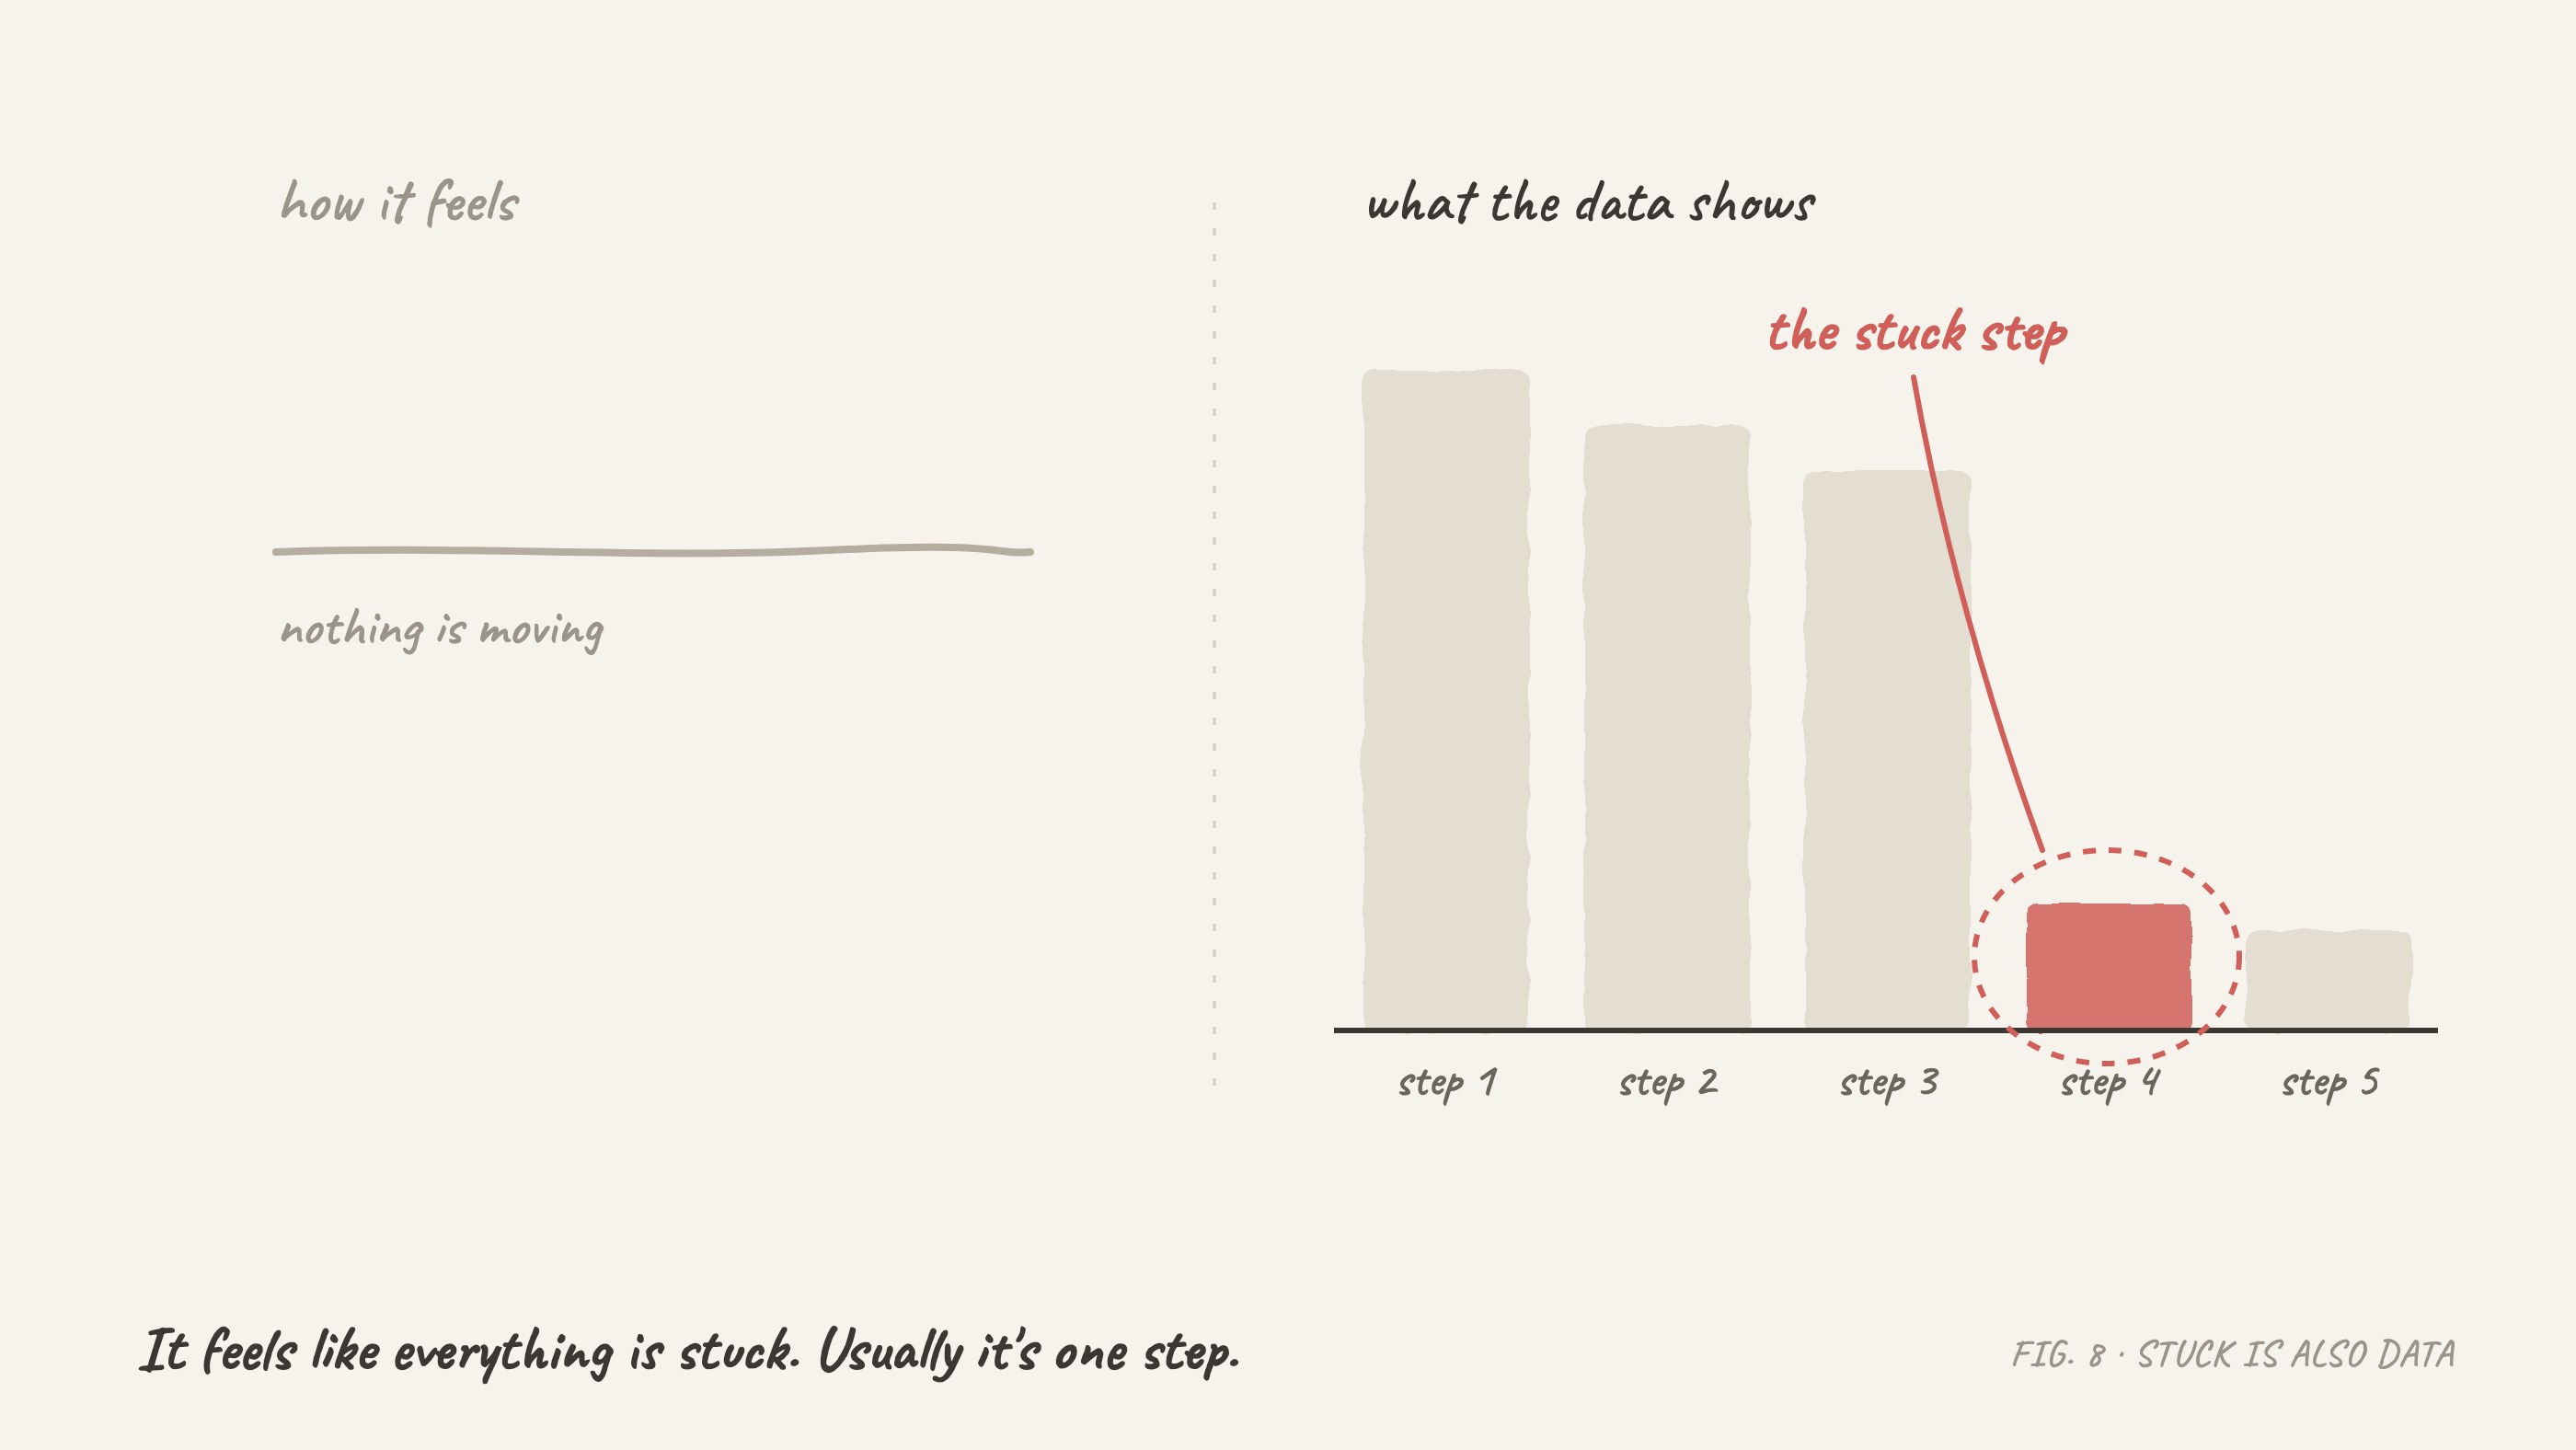 how it feels
nothing is moving
what the data shows
the stuck step
step 1
step 2
step 3
step 4
step 5
It feels like everything is stuck. Usually it's one step.
FIG. 8 · STUCK IS ALSO DATA